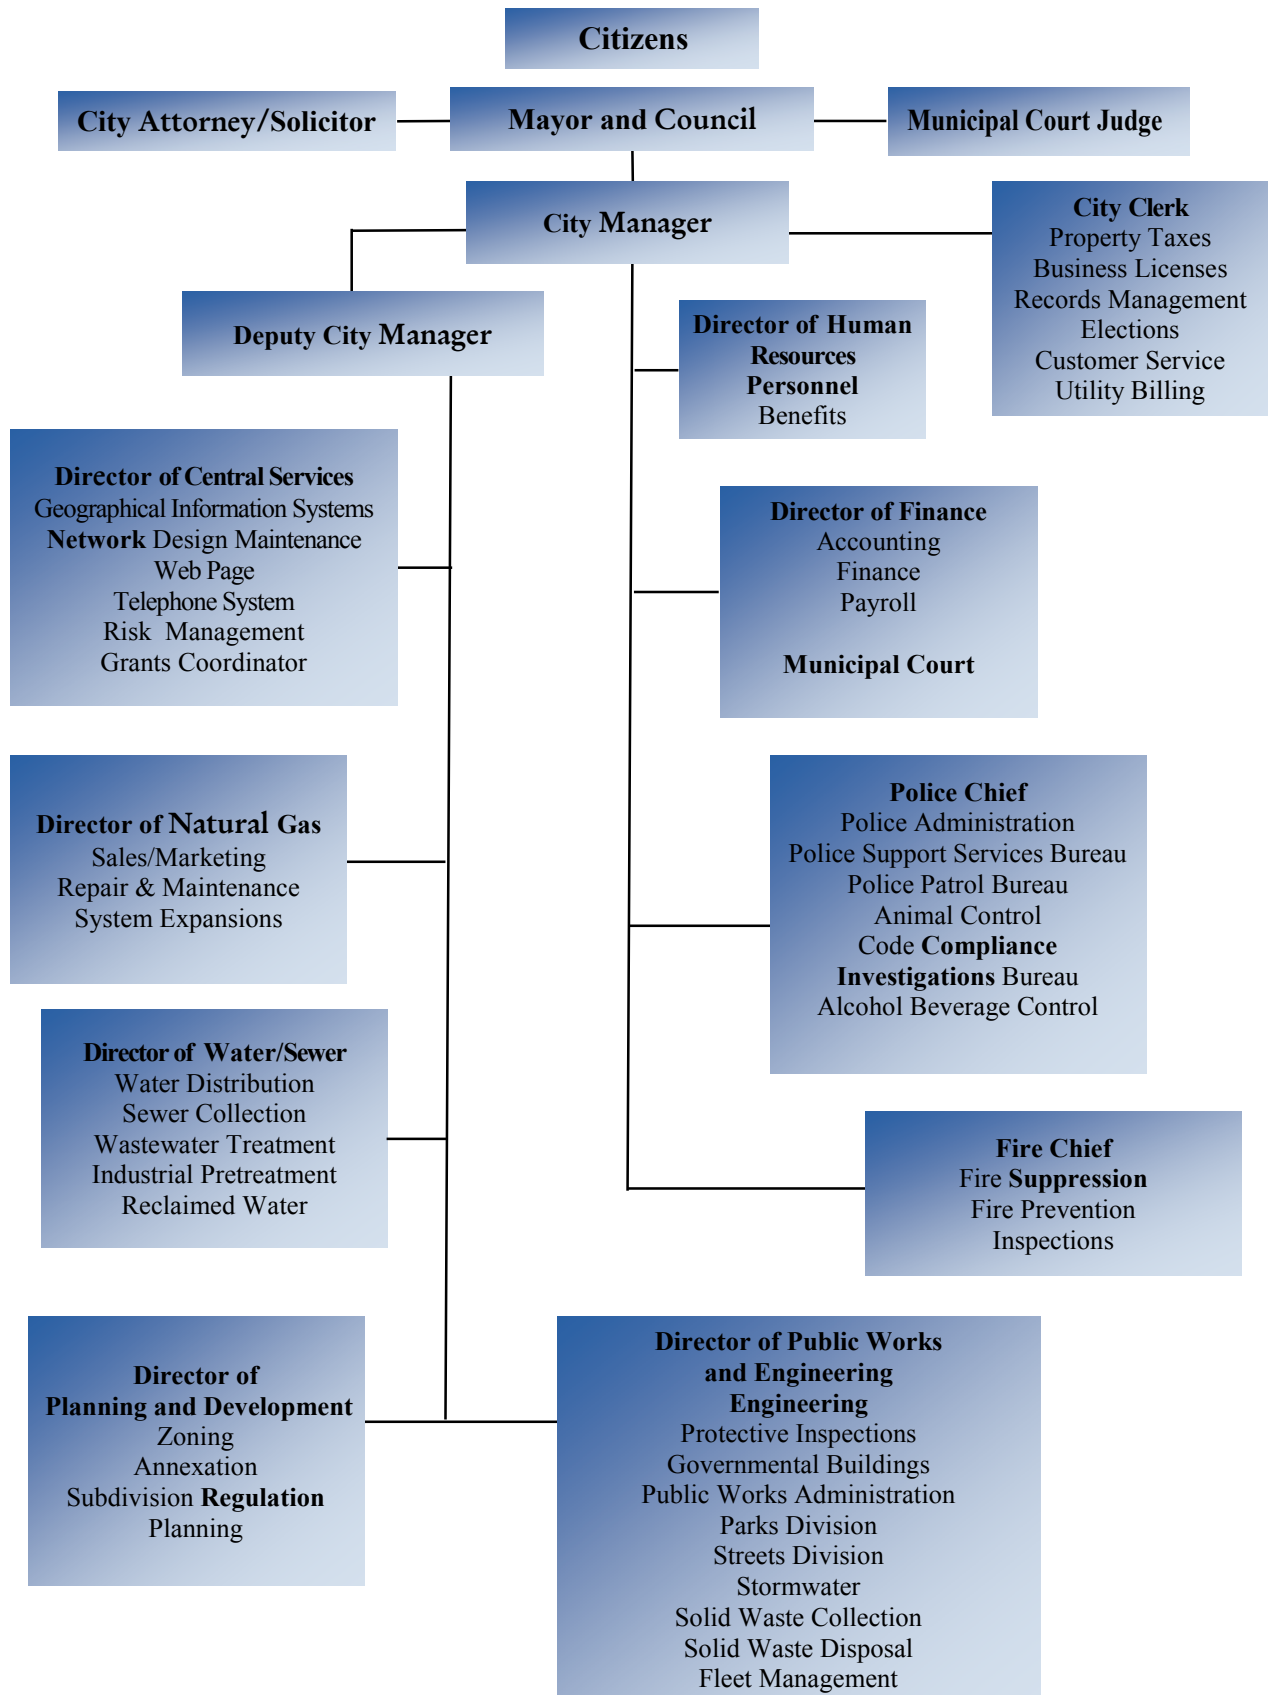 Citizens
City Attorney/Solicitor
Mayor and Council
Municipal Court Judge
City Manager
City Clerk
Property Taxes
Business Licenses
Records Management
Elections
Customer Service
Utility Billing
Deputy City Manager
Director of Human
Resources
Personnel
Benefits
Director of Central Services
Geographical Information Systems
Network Design Maintenance
Web Page
Telephone System
Risk Management
Grants Coordinator
Director of Finance
Accounting
Finance
Payroll
Municipal Court
Director of Natural Gas
Sales/Marketing
Repair & Maintenance
System Expansions
Police Chief
Police Administration
Police Support Services Bureau
Police Patrol Bureau
Animal Control
Code Compliance
Investigations Bureau
Alcohol Beverage Control
Director of Water/Sewer
Water Distribution
Sewer Collection
Wastewater Treatment
Industrial Pretreatment
Reclaimed Water
Fire Chief
Fire Suppression
Fire Prevention
Inspections
Director of
Planning and Development
Zoning
Annexation
Subdivision Regulation
Planning
Director of Public Works
and Engineering
Engineering
Protective Inspections
Governmental Buildings
Public Works Administration
Parks Division
Streets Division
Stormwater
Solid Waste Collection
Solid Waste Disposal
Fleet Management